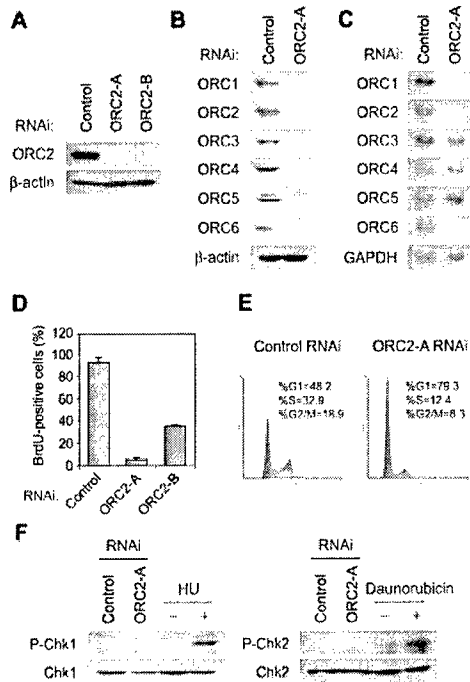 A
RNAi:
Control
ORC2-A
ORC2-B
ORC2
β-actin
B
RNAi:
Control
ORC2-A
ORC1
ORC2
ORC3
ORC4
ORC5
ORC6
β-actin
C
RNAi:
Control
ORC2-A
ORC1
ORC2
ORC3
ORC4
ORC5
ORC6
GAPDH
D
BrdU-positive cells (%)
120
100
80
60
40
20
0
RNAi.
Control
ORC2-A
ORC2-B
E
Control RNAi
%G1=48.2
%S=32.9
%G2/M=18.9
ORC2-A RNAi
%G1=79.3
%S=12.4
%G2/M=8.3
F
RNAi
Control
ORC2-A
HU
– +
P-Chk1
Chk1
RNAi
Control
ORC2-A
Daunorubicin
– +
P-Chk2
Chk2